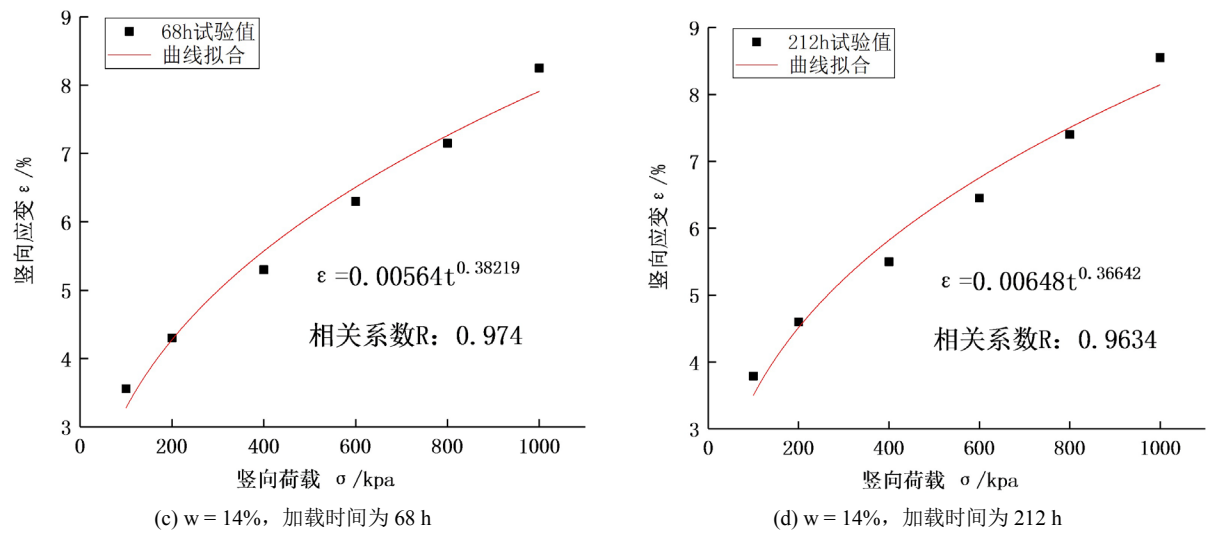 9
8
7
6
5
4
3
竖向应变 ε/%
68h试验值
曲线拟合
ε=0.00564t^0.38219
相关系数R：0.974
0 200 400 600 800 1000
竖向荷载 σ/kpa
(c) w = 14%，加载时间为 68 h
9
8
7
6
5
4
3
竖向应变 ε/%
212h试验值
曲线拟合
ε=0.00648t^0.36642
相关系数R：0.9634
0 200 400 600 800 1000
竖向荷载 σ/kpa
(d) w = 14%，加载时间为 212 h